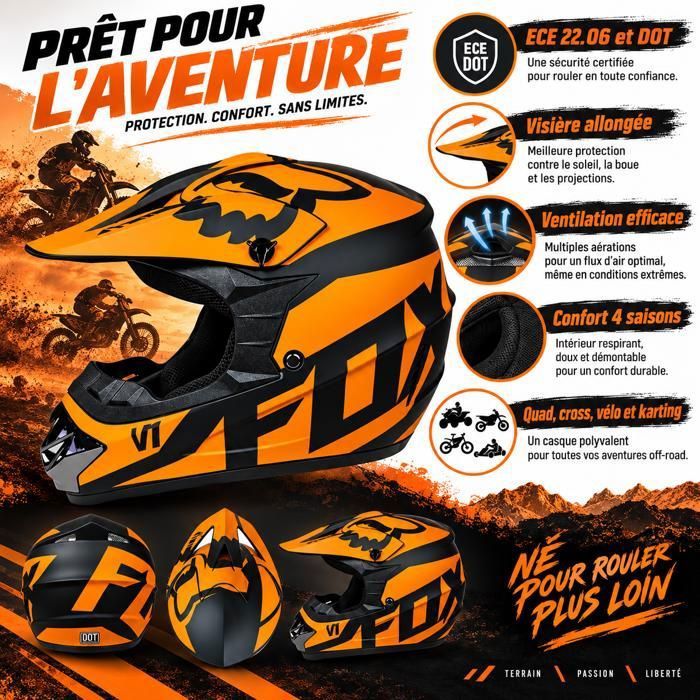 PRÊT POUR
L'AVENTURE
PROTECTION. CONFORT. SANS LIMITES.
ECE
DOT
ECE 22.06 et DOT
Une sécurité certifiée
pour rouler en toute confiance.
Visière allongée
Meilleure protection
contre le soleil, la boue
et les projections.
Ventilation efficace
Multiples aérations
pour un flux d'air optimal,
même en conditions extrêmes.
Confort 4 saisons
Intérieur respirant,
doux et démontable
pour un confort durable.
Quad, cross, vélo et karting
Un casque polyvalent
pour toutes vos aventures off-road.
V1
FOX
DOT
V1
FOX
NÉ
POUR ROULER
PLUS LOIN
TERRAIN \ PASSION \ LIBERTÉ